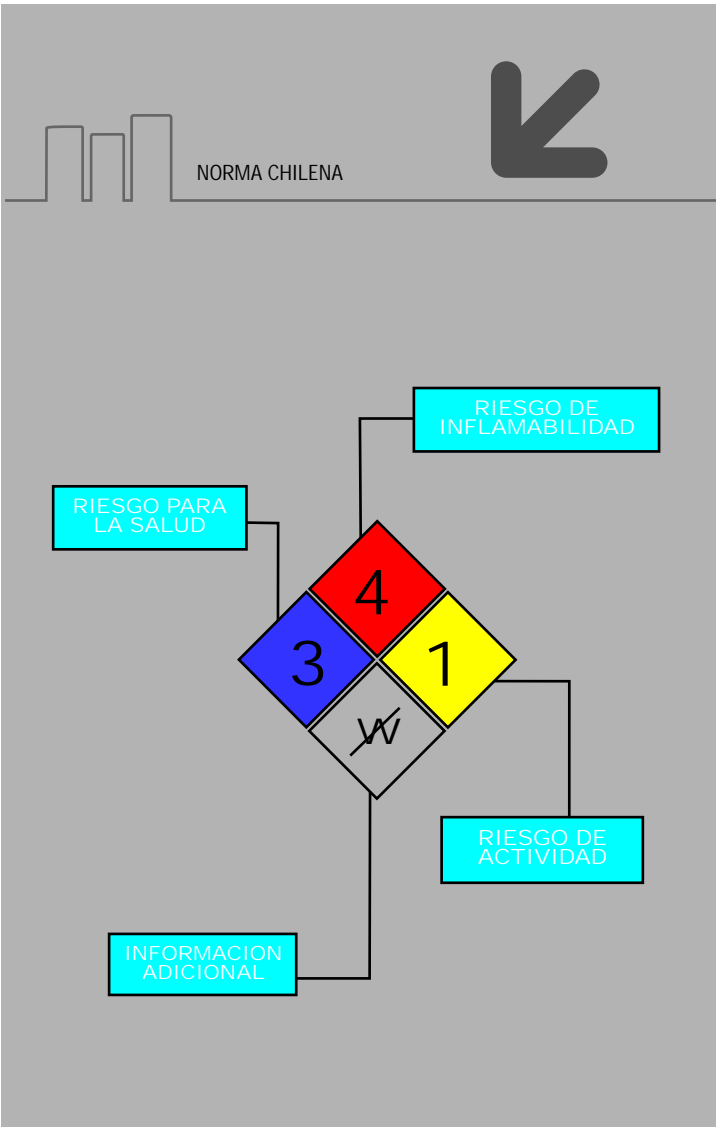 NORMA CHILENA
RIESGO DE
INFLAMABILIDAD
RIESGO PARA
LA SALUD
4
3
1
W
RIESGO DE
ACTIVIDAD
INFORMACION
ADICIONAL